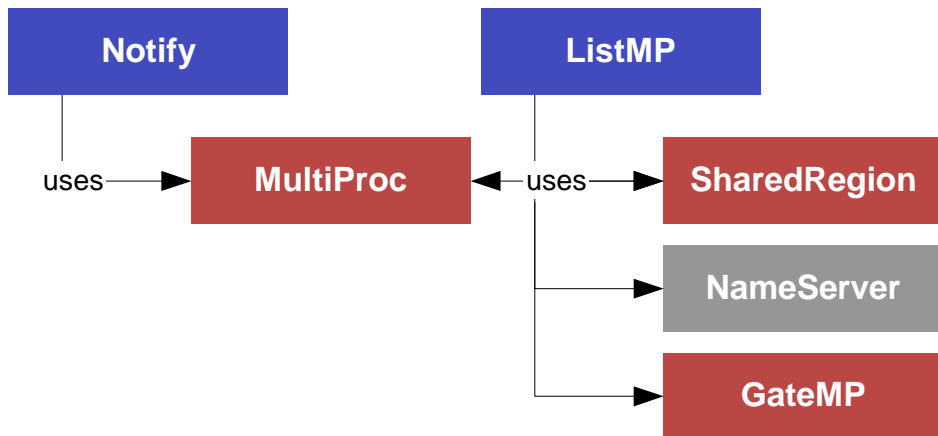 Notify
ListMP
uses
MultiProc
uses
SharedRegion
NameServer
GateMP